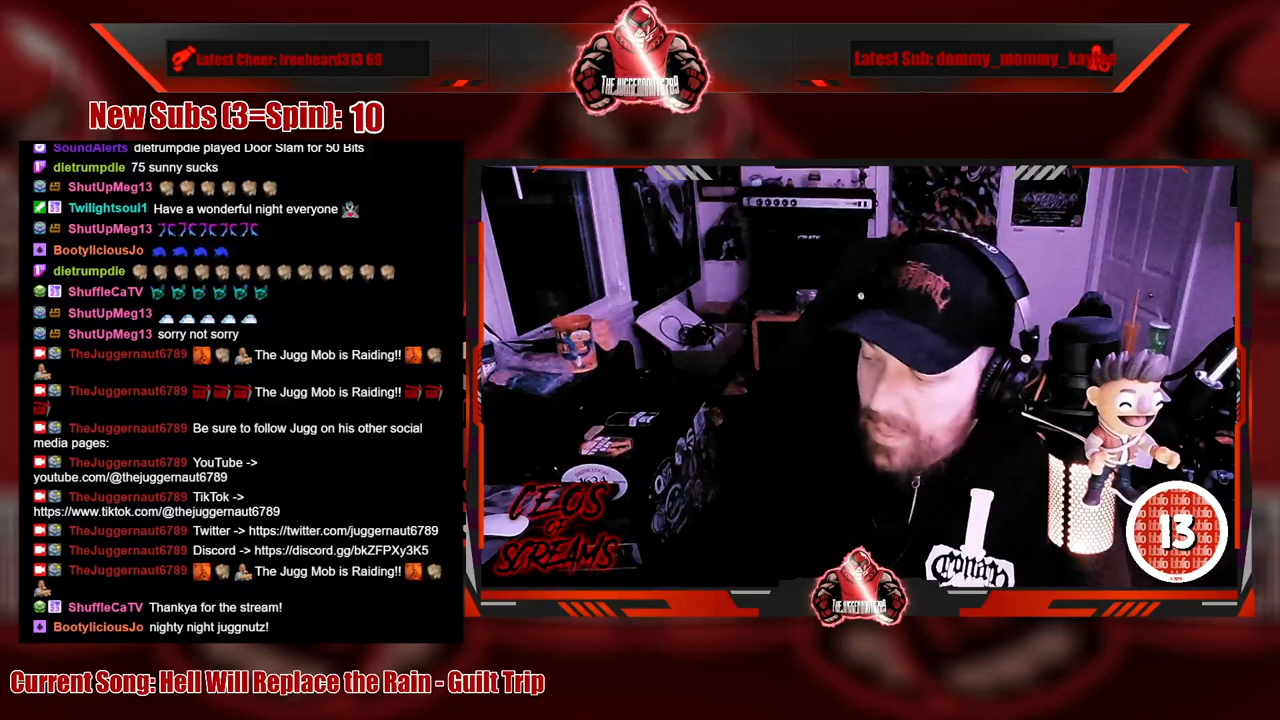 Latest Cheer: treebeard313 69
THEJUGGERNAUT6789
Latest Sub: dommy_mommy_kaylee
New Subs (3=Spin): 10
SoundAlerts dietrumpdie played Door Slam for 50 Bits
dietrumpdie 75 sunny sucks
ShutUpMeg13
Twilightsoul1 Have a wonderful night everyone
ShutUpMeg13
BootyliciousJo
dietrumpdie
ShuffleCaTV
ShutUpMeg13
ShutUpMeg13 sorry not sorry
TheJuggernaut6789 The Jugg Mob is Raiding!!
TheJuggernaut6789 The Jugg Mob is Raiding!!
TheJuggernaut6789 Be sure to follow Jugg on his other social
media pages:
TheJuggernaut6789 YouTube ->
youtube.com/@thejuggernaut6789
TheJuggernaut6789 TikTok ->
https://www.tiktok.com/@thejuggernaut6789
TheJuggernaut6789 Twitter -> https://twitter.com/juggernaut6789
TheJuggernaut6789 Discord -> https://discord.gg/bkZFPXy3K5
TheJuggernaut6789 The Jugg Mob is Raiding!!
ShuffleCaTV Thankya for the stream!
BootyliciousJo nighty night juggnutz!
CRATE
CEOS
OF
SCREAMS
CONAN
13
THEJUGGERNAUT6789
Current Song: Hell Will Replace the Rain - Guilt Trip